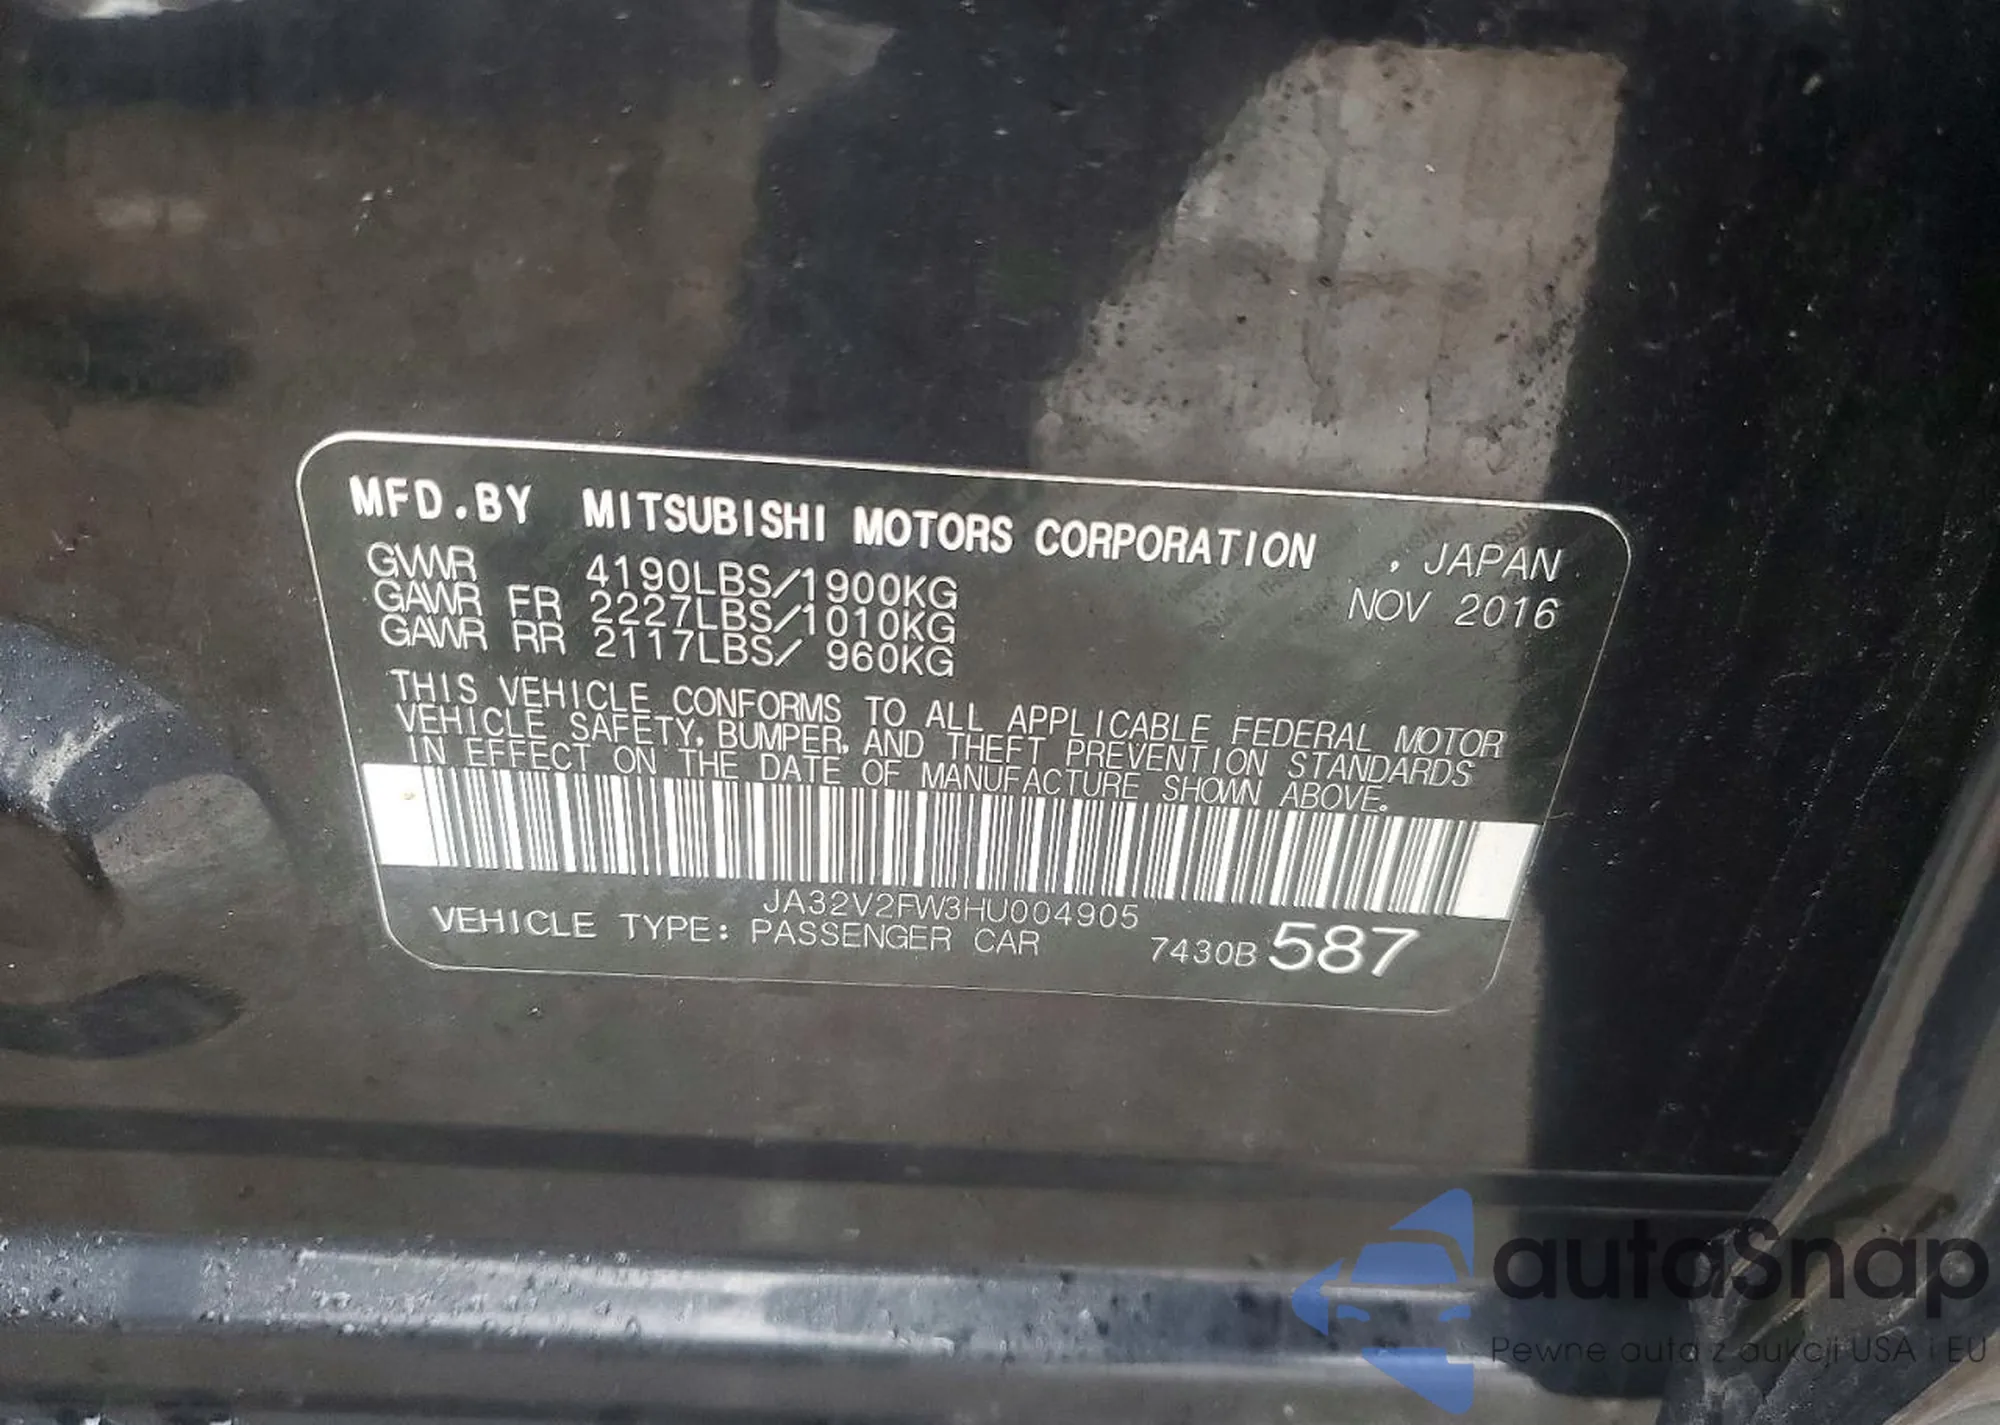 MFD.BY MITSUBISHI MOTORS CORPORATION , JAPAN
GVWR 4190LBS/1900KG NOV 2016
GAWR FR 2227LBS/1010KG
GAWR RR 2117LBS/ 960KG
THIS VEHICLE CONFORMS TO ALL APPLICABLE FEDERAL MOTOR
VEHICLE SAFETY, BUMPER, AND THEFT PREVENTION STANDARDS
IN EFFECT ON THE DATE OF MANUFACTURE SHOWN ABOVE.
JA32V2FW3HU004905
VEHICLE TYPE: PASSENGER CAR 7430B 587
autaSnap
Pewne auta z aukcji USA i EU